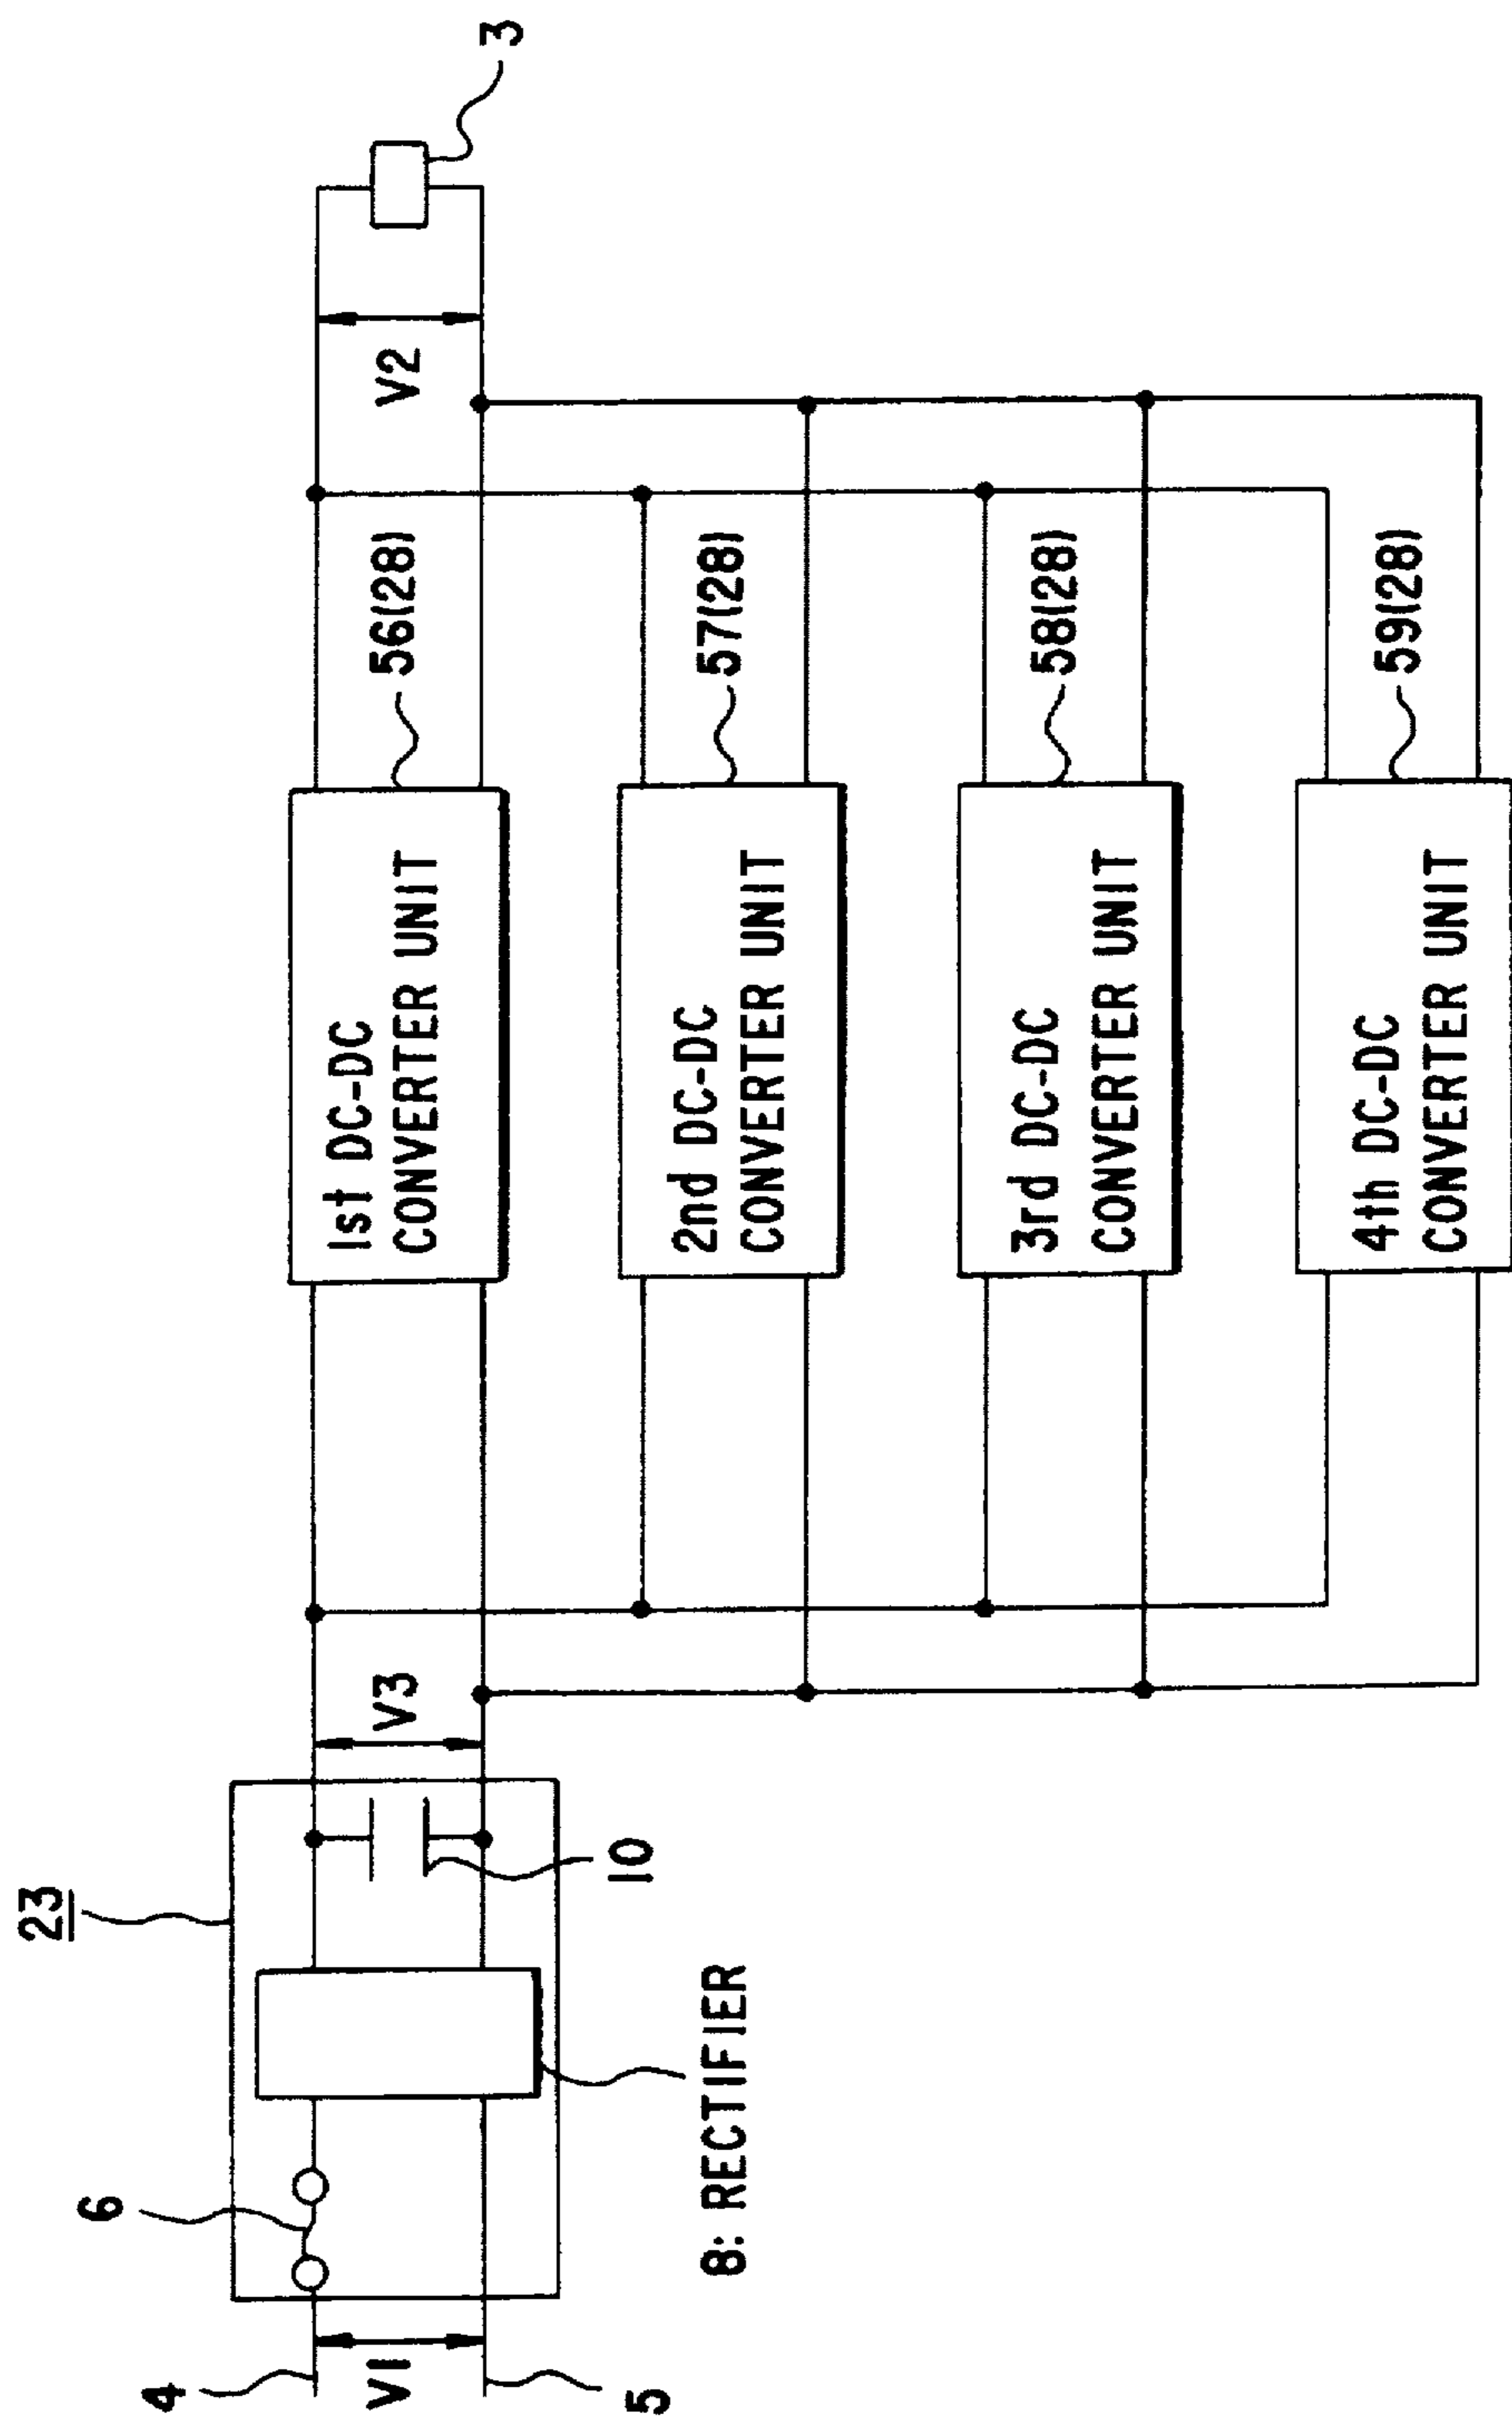 23
6
4
V1
5
8: RECTIFIER
10
V3
1st DC-DC
CONVERTER UNIT
56(28)
V2
3
2nd DC-DC
CONVERTER UNIT
57(28)
3rd DC-DC
CONVERTER UNIT
58(28)
4th DC-DC
CONVERTER UNIT
59(28)